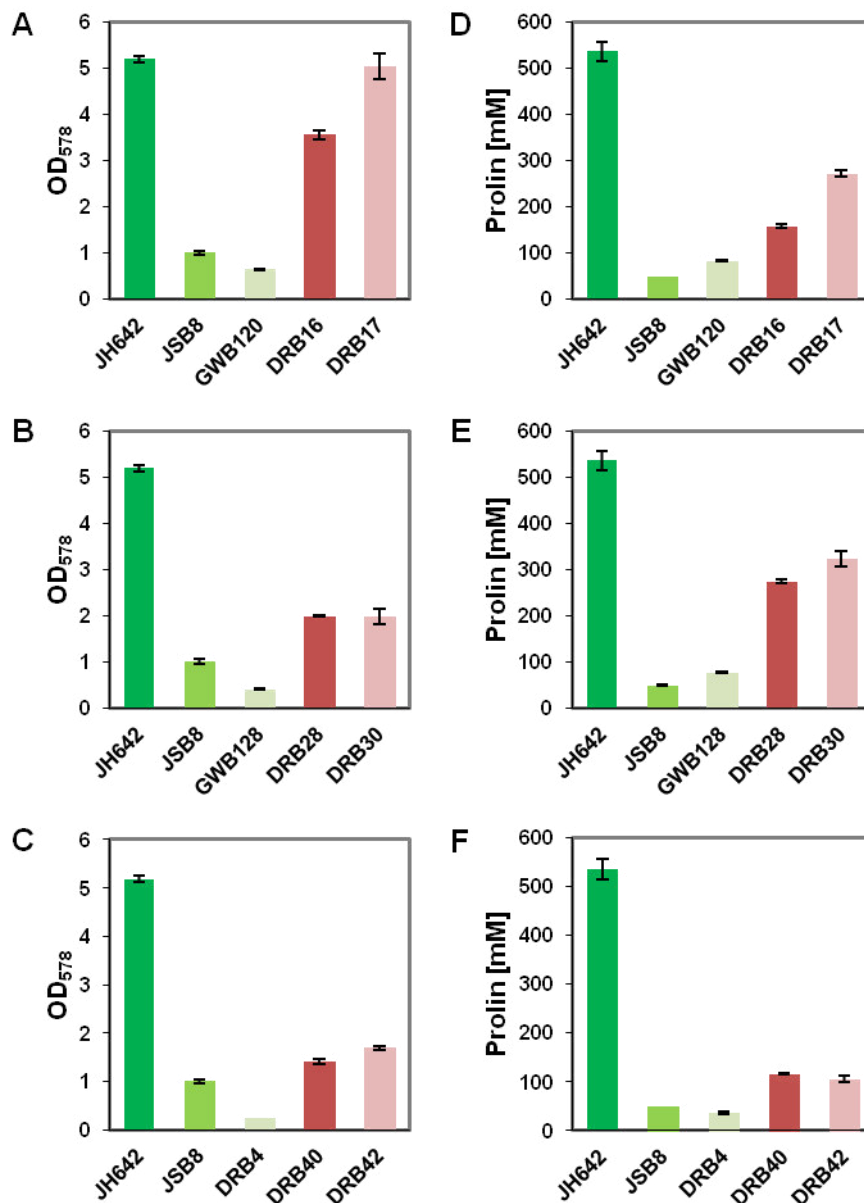 A
OD578
6
5
4
3
2
1
0
JH642
JSB8
GWB120
DRB16
DRB17
D
Prolin [mM]
600
500
400
300
200
100
0
JH642
JSB8
GWB120
DRB16
DRB17
B
OD578
6
5
4
3
2
1
0
JH642
JSB8
GWB128
DRB28
DRB30
E
Prolin [mM]
600
500
400
300
200
100
0
JH642
JSB8
GWB128
DRB28
DRB30
C
OD578
6
5
4
3
2
1
0
JH642
JSB8
DRB4
DRB40
DRB42
F
Prolin [mM]
600
500
400
300
200
100
0
JH642
JSB8
DRB4
DRB40
DRB42